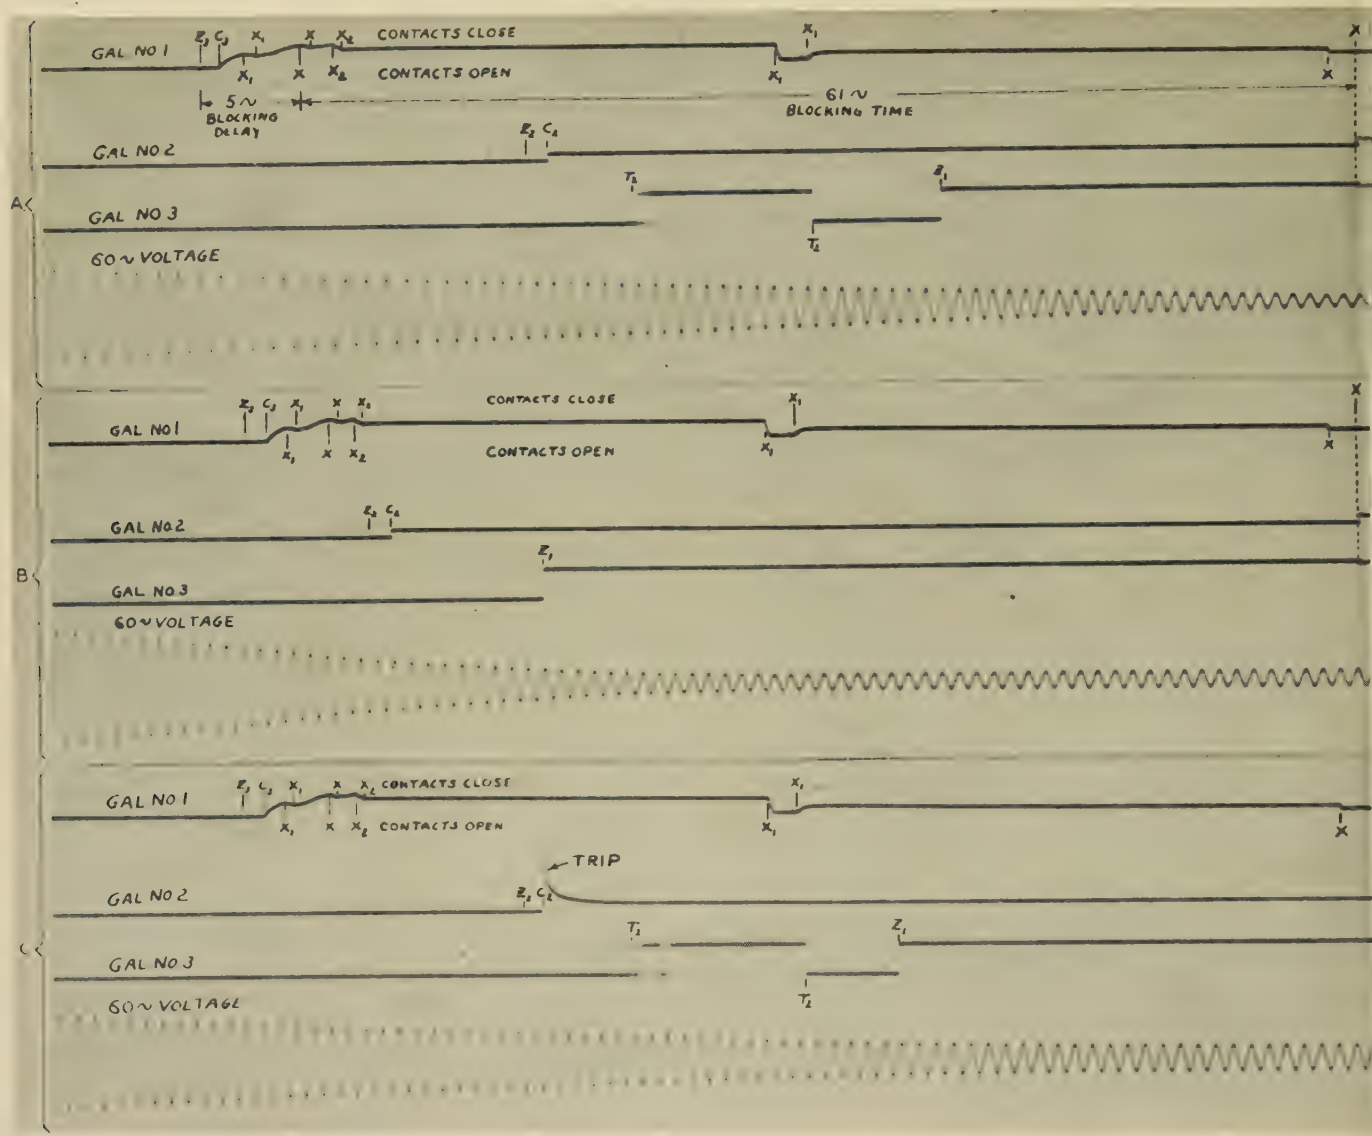 Z₃ C₃ X₁ X X₂ CONTACTS CLOSE X₁ X
GAL NO 1
X₁ X X₂ CONTACTS OPEN X₁ X
5~ BLOCKING DELAY
61~ BLOCKING TIME
Z₂ C₂
GAL NO 2
T₂ Z₁
A
GAL NO 3
T₂
60~ VOLTAGE
Z₃ C₃ X₁ X X₂ CONTACTS CLOSE X₁ X
GAL NO 1
X₁ X X₂ CONTACTS OPEN X₁ X
Z₂ C₂
GAL NO.2
Z₁
B
GAL NO 3
60~ VOLTAGE
Z₃ C₃ X₁ X X₂ CONTACTS CLOSE X₁
GAL NO 1
X₁ X X₂ CONTACTS OPEN X₁ X
TRIP
Z₂ C₂
GAL NO 2
T₂ Z₁
C
GAL NO 3
T₂
60~ VOLTAGE